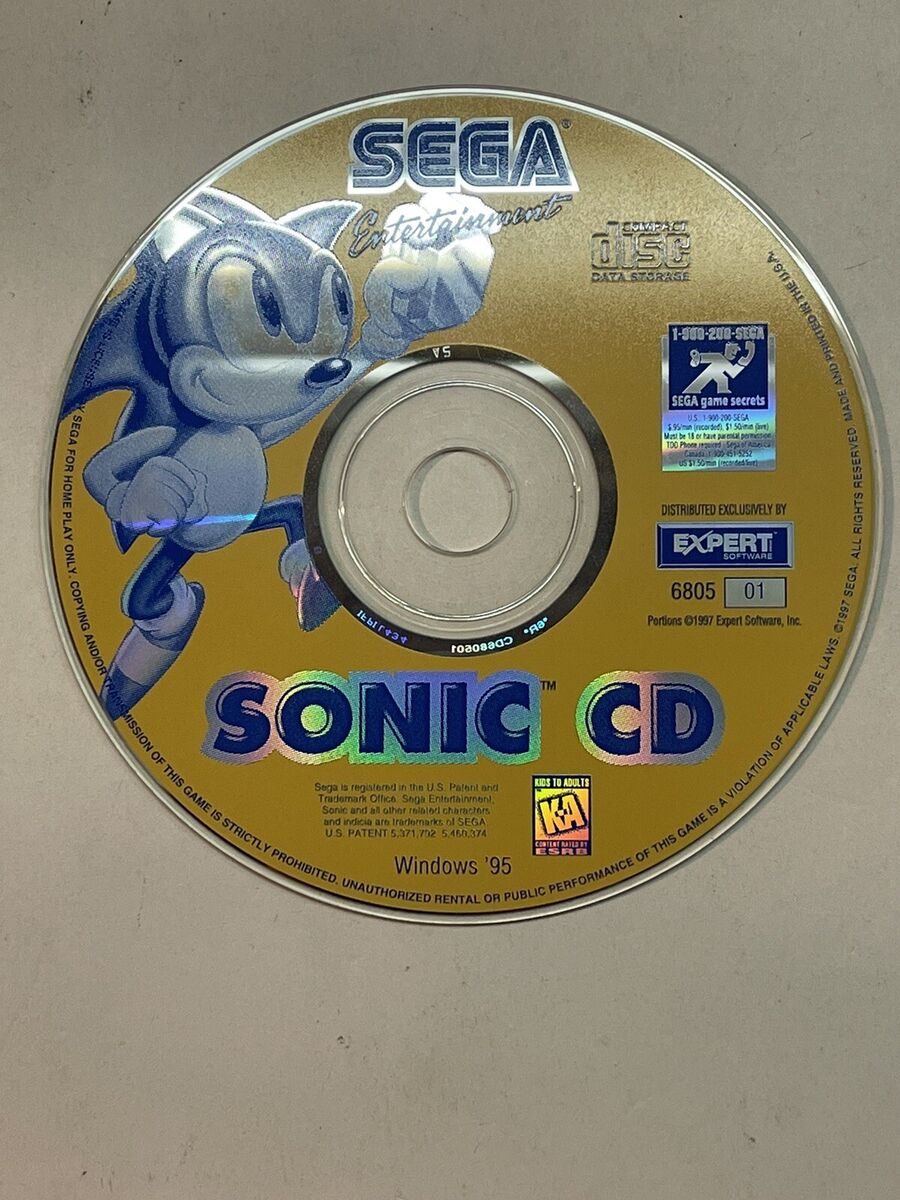 SEGA®
Entertainment
COMPACT
disc
DATA STORAGE
1-900-200-SEGA
SEGA game secrets
U.S.: 1-900-200-SEGA
$.95/min (recorded), $1.50/min (live)
Must be 18 or have parental permission
TDD Phone required - Sega of America
Canada: 1-900-451-5252
US $1.50/min (recorded/live)
DISTRIBUTED EXCLUSIVELY BY
EXPERT
SOFTWARE
6805 01
Portions ©1997 Expert Software, Inc.
SA
IFPI
CD680501 *6R*
SONIC™ CD
Sega is registered in the U.S. Patent and
Trademark Office. Sega Entertainment,
Sonic and all other related characters
and indicia are trademarks of SEGA.
U.S. PATENT 5,371,792 5,460,374
KIDS TO ADULTS
K-A
CONTENT RATED BY
ESRB
Windows '95
BY SEGA FOR HOME PLAY ONLY. COPYING AND/OR TRANSMISSION OF THIS GAME IS STRICTLY PROHIBITED. UNAUTHORIZED RENTAL OR PUBLIC PERFORMANCE OF THIS GAME IS A VIOLATION OF APPLICABLE LAWS. ©1997 SEGA. ALL RIGHTS RESERVED. MADE AND PRINTED IN THE U.S.A.